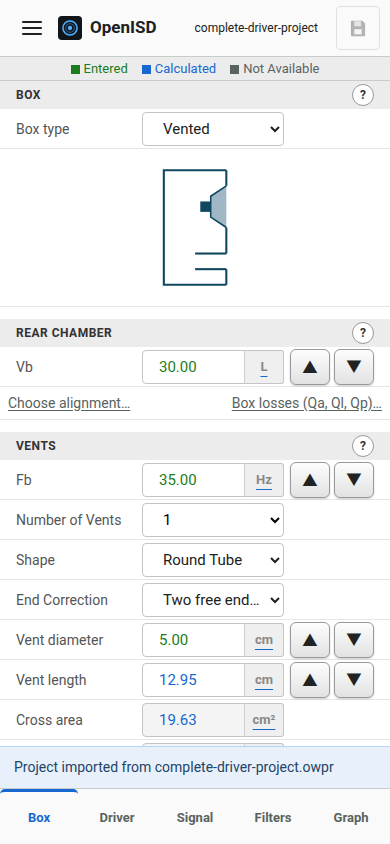 OpenISD
complete-driver-project
Entered Calculated Not Available
BOX ?
Box type Vented
REAR CHAMBER ?
Vb 30.00 L ▲ ▼
Choose alignment... Box losses (Qa, Ql, Qp)...
VENTS ?
Fb 35.00 Hz ▲ ▼
Number of Vents 1
Shape Round Tube
End Correction Two free end...
Vent diameter 5.00 cm ▲ ▼
Vent length 12.95 cm ▲ ▼
Cross area 19.63 cm²
Project imported from complete-driver-project.owpr
Box Driver Signal Filters Graph